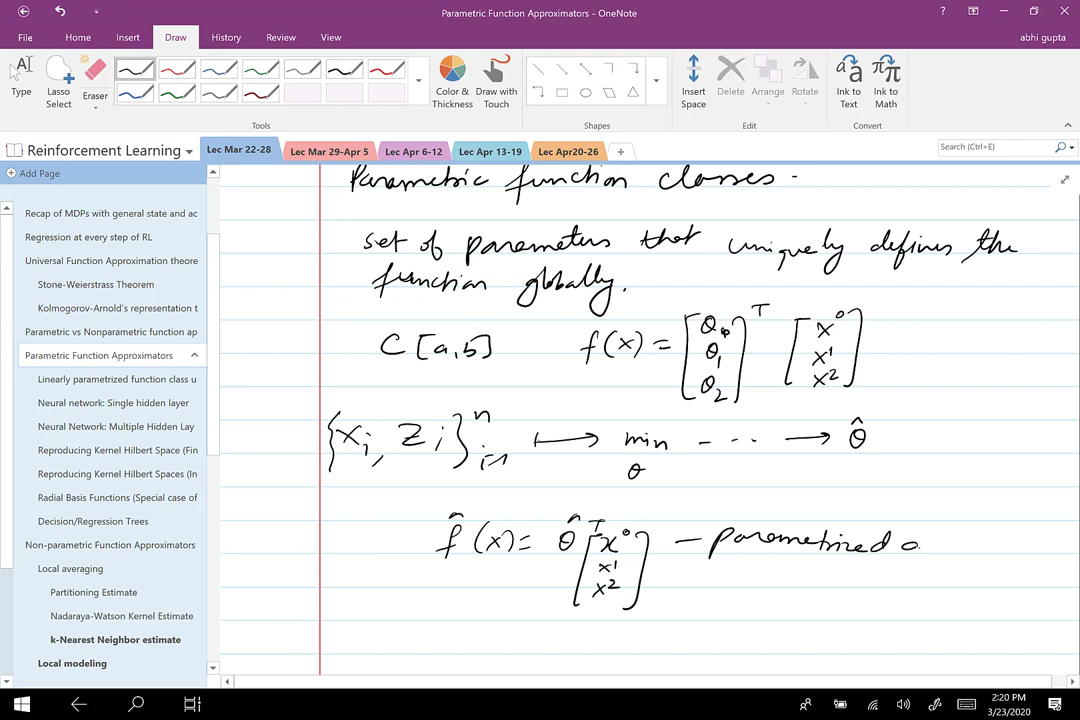 Parametric Function Approximators - OneNote
File Home Insert Draw History Review View
abhi gupta
Type
Lasso Select
Eraser
Color & Thickness
Draw with Touch
Insert Space
Delete
Arrange
Rotate
Ink to Text
Ink to Math
Tools
Shapes
Edit
Convert
Reinforcement Learning
Lec Mar 22-28
Lec Mar 29-Apr 5
Lec Apr 6-12
Lec Apr 13-19
Lec Apr20-26
Search (Ctrl+E)
Add Page
Recap of MDPs with general state and ac
Regression at every step of RL
Universal Function Approximation theore
Stone-Weierstrass Theorem
Kolmogorov-Arnold's representation t
Parametric vs Nonparametric function ap
Parametric Function Approximators
Linearly parametrized function class u
Neural network: Single hidden layer
Neural Network: Multiple Hidden Lay
Reproducing Kernel Hilbert Space (Fin
Reproducing Kernel Hilbert Spaces (In
Radial Basis Functions (Special case of
Decision/Regression Trees
Non-parametric Function Approximators
Local averaging
Partitioning Estimate
Nadaraya-Watson Kernel Estimate
k-Nearest Neighbor estimate
Local modeling
Parametric function classes -
set of parameters that uniquely defines the
function globally.
C[a,b] f(x) = [θ₀ θ₁ θ₂]ᵀ [x⁰ x¹ x²]
{xᵢ, zᵢ}ⁿᵢ₌₁ ⟼ min θ - ... → θ̂
f̂(x) = θ̂ᵀ [x⁰ x¹ x²] — parametrized
2:20 PM
3/23/2020